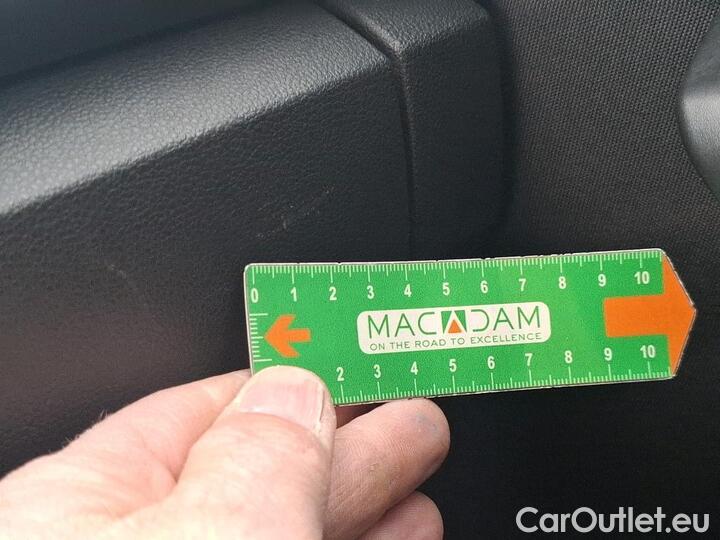 0 1 2 3 4 5 6 7 8 9 10
MACADAM
ON THE ROAD TO EXCELLENCE
2 3 4 5 6 7 8 9 10
CarOutlet.eu